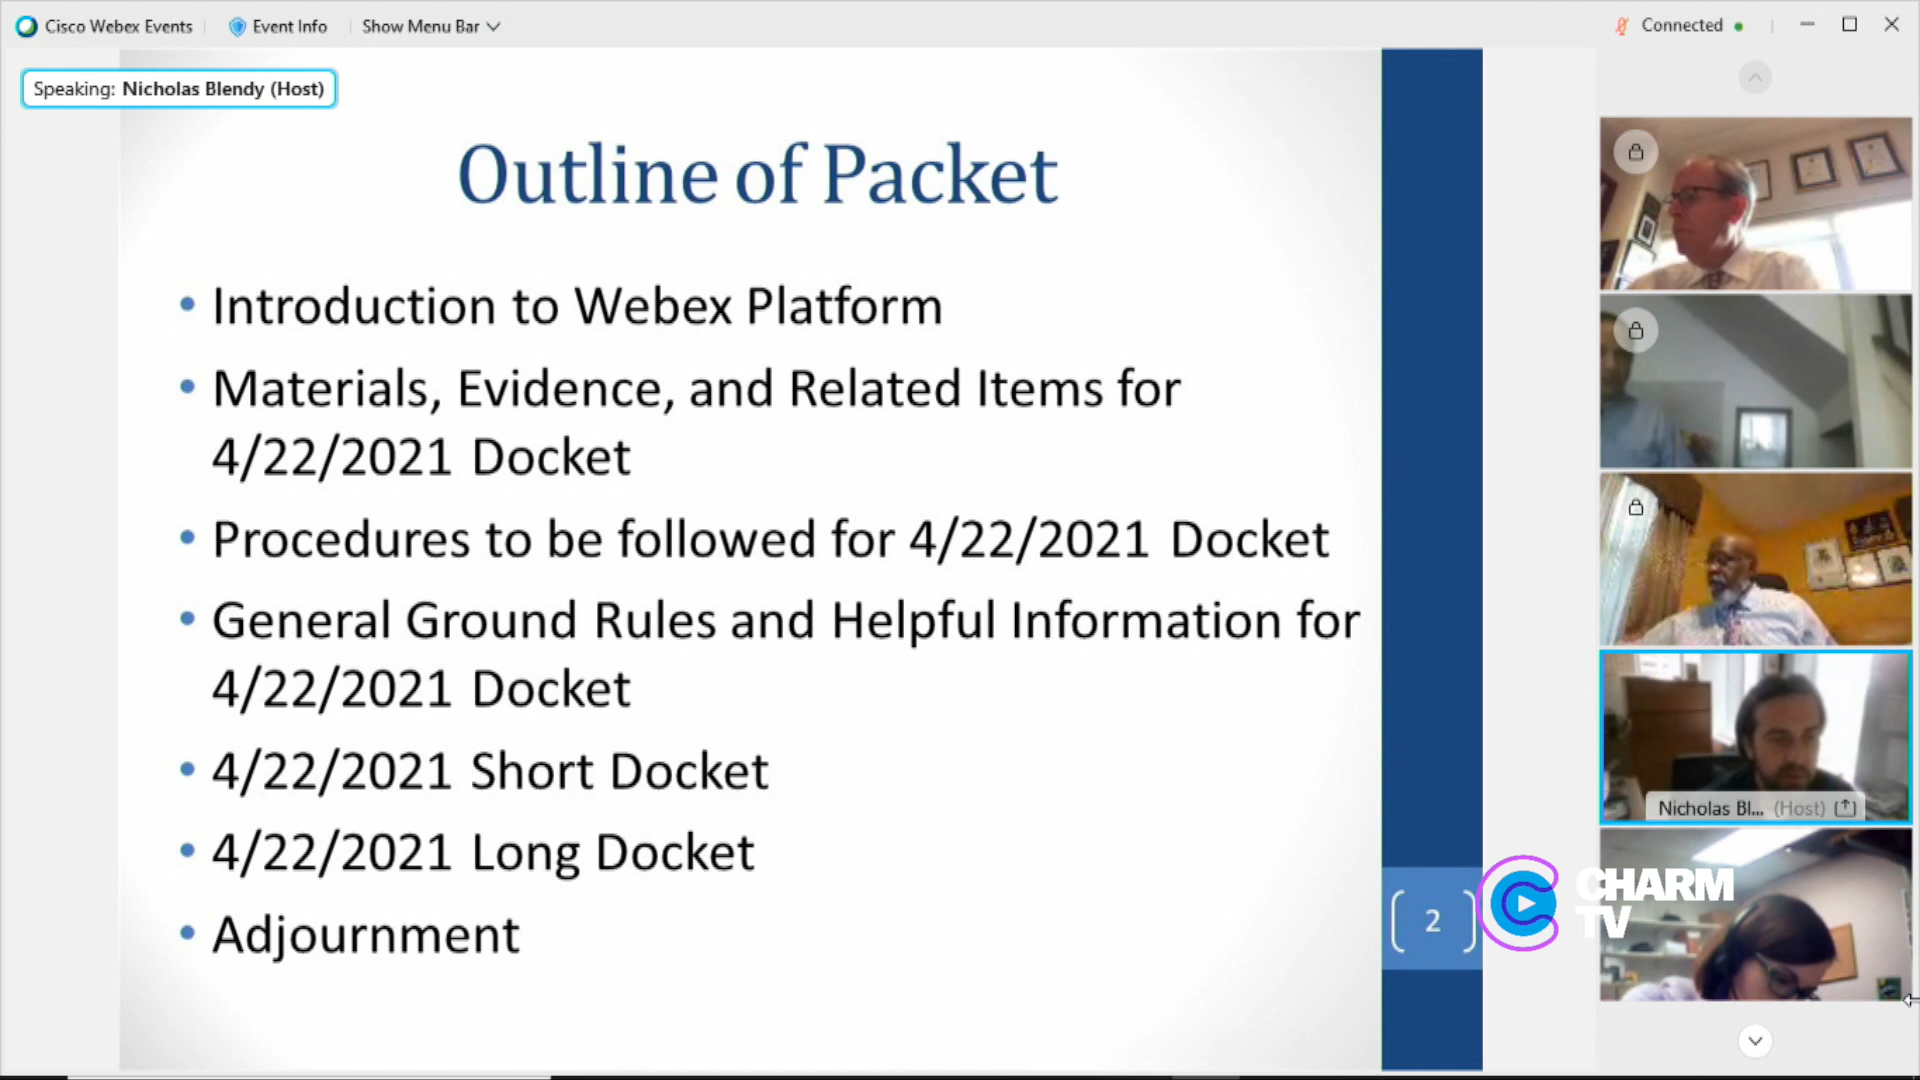 Cisco Webex Events
Event Info
Show Menu Bar
Connected
Speaking: Nicholas Blendy (Host)
Outline of Packet
• Introduction to Webex Platform
• Materials, Evidence, and Related Items for
4/22/2021 Docket
• Procedures to be followed for 4/22/2021 Docket
• General Ground Rules and Helpful Information for
4/22/2021 Docket
• 4/22/2021 Short Docket
• 4/22/2021 Long Docket
• Adjournment
2
Nicholas Bl... (Host)
CHARM
TV